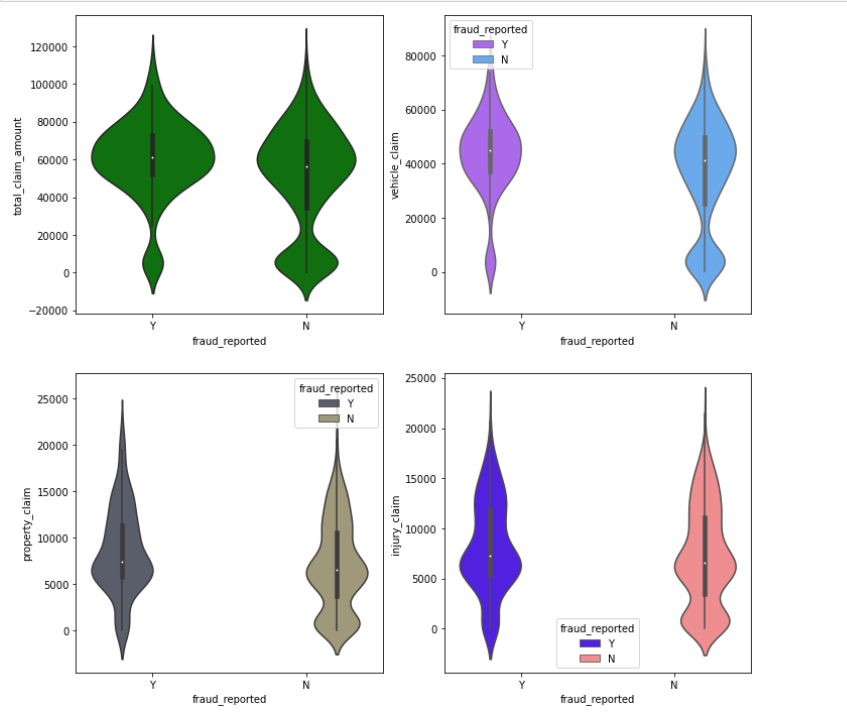 120000
100000
80000
60000
40000
20000
0
−20000
total_claim_amount
Y
N
fraud_reported
fraud_reported
Y
N
80000
60000
40000
20000
0
vehicle_claim
Y
N
fraud_reported
fraud_reported
Y
N
25000
20000
15000
10000
5000
0
property_claim
Y
N
fraud_reported
25000
20000
15000
10000
5000
0
injury_claim
fraud_reported
Y
N
Y
N
fraud_reported